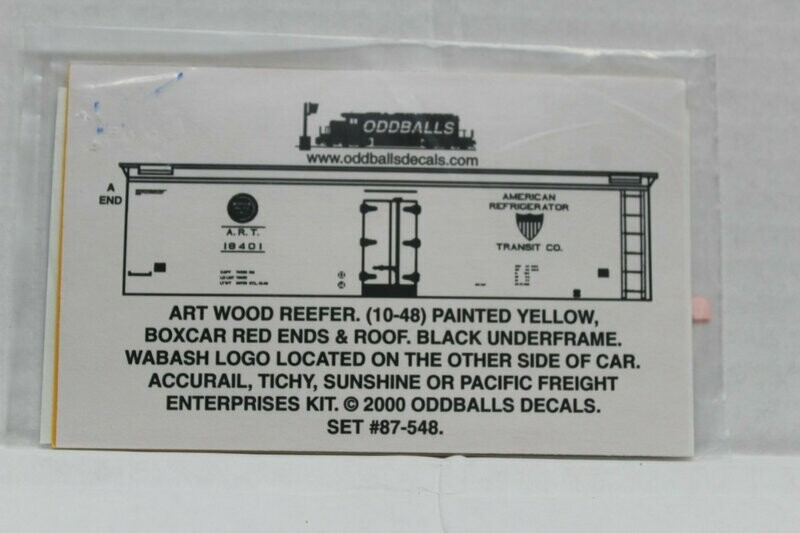 ODDBALLS
www.oddballsdecals.com
A
END
A.R.T.
18401
AMERICAN
REFRIGERATOR
TRANSIT CO.
ART WOOD REEFER. (10-48) PAINTED YELLOW,
BOXCAR RED ENDS & ROOF. BLACK UNDERFRAME.
WABASH LOGO LOCATED ON THE OTHER SIDE OF CAR.
ACCURAIL, TICHY, SUNSHINE OR PACIFIC FREIGHT
ENTERPRISES KIT. © 2000 ODDBALLS DECALS.
SET #87-548.